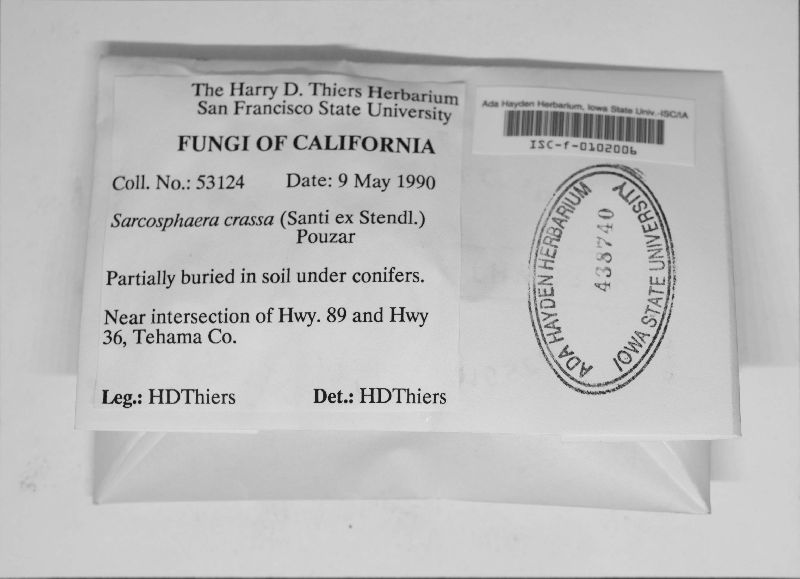 The Harry D. Thiers Herbarium
San Francisco State University
FUNGI OF CALIFORNIA
Coll. No.: 53124 Date: 9 May 1990
Sarcosphaera crassa (Santi ex Stendl.)
Pouzar
Partially buried in soil under conifers.
Near intersection of Hwy. 89 and Hwy
36, Tehama Co.
Leg.: HDThiers Det.: HDThiers
Ada Hayden Herbarium, Iowa State Univ.-ISC/IA
ISC-f-0102006
ADA HAYDEN HERBARIUM
IOWA STATE UNIVERSITY
438740